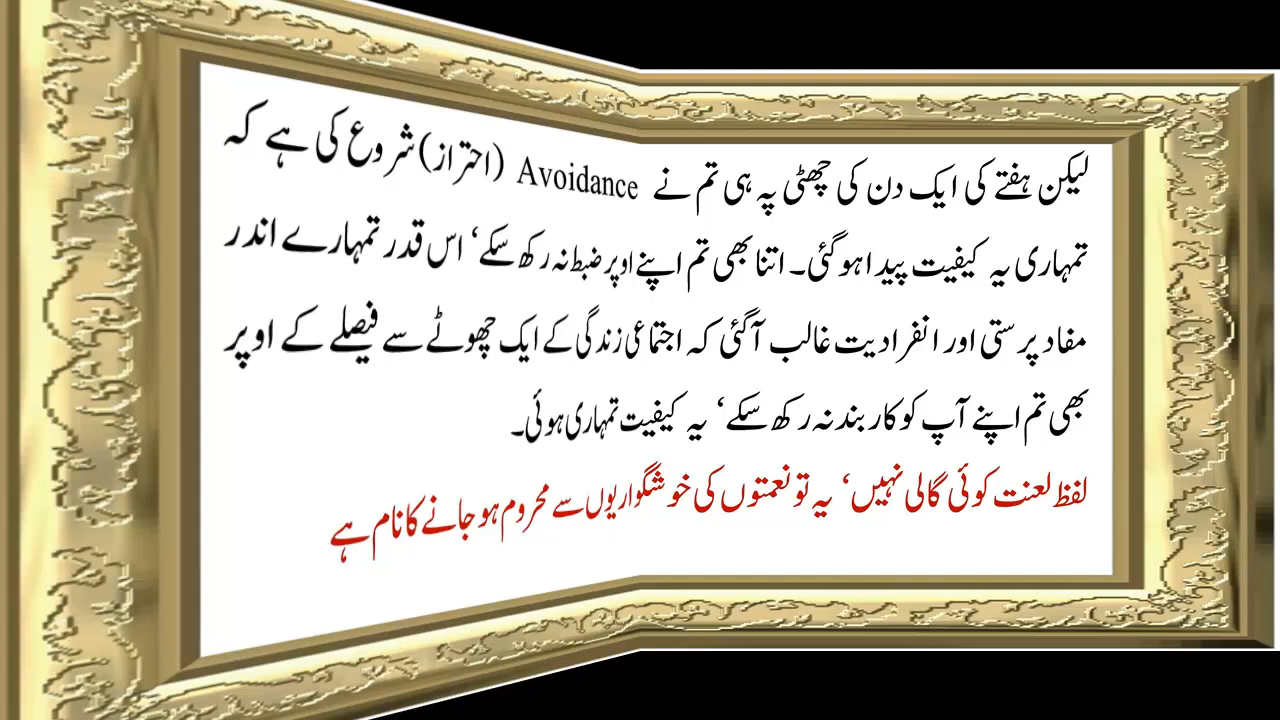 لیکن ہفتے کی ایک دن کی چھٹی پہ ہی تم نے Avoidance (احتراز) شروع کی ہے کہ
تمہاری یہ کیفیت پیدا ہوگئی۔ اتنا بھی تم اپنے اوپر ضبط نہ رکھ سکے‘ اس قدر تمہارے اندر
مفاد پرستی اور انفرادیت غالب آگئی کہ اجتماعی زندگی کے ایک چھوٹے سے فیصلے کے اوپر
بھی تم اپنے آپ کو کاربند نہ رکھ سکے‘ یہ کیفیت تمہاری ہوئی۔
لفظ لعنت کوئی گالی نہیں‘ یہ تو نعمتوں کی خوشگواریوں سے محروم ہو جانے کا نام ہے